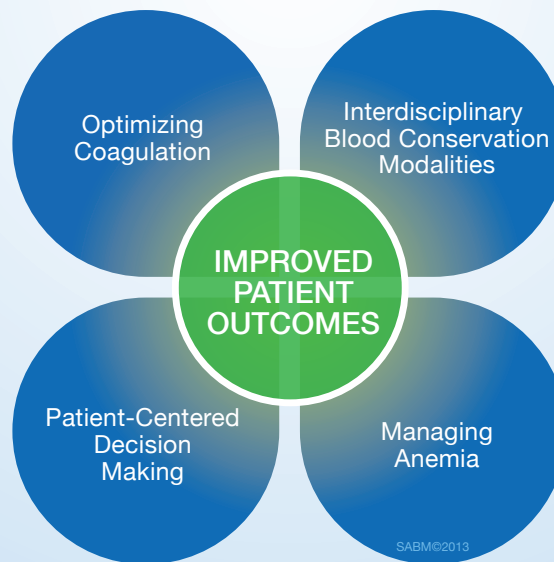 Optimizing
Coagulation
Interdisciplinary
Blood Conservation
Modalities
IMPROVED
PATIENT
OUTCOMES
Patient-Centered
Decision
Making
Managing
Anemia
SABM©2013